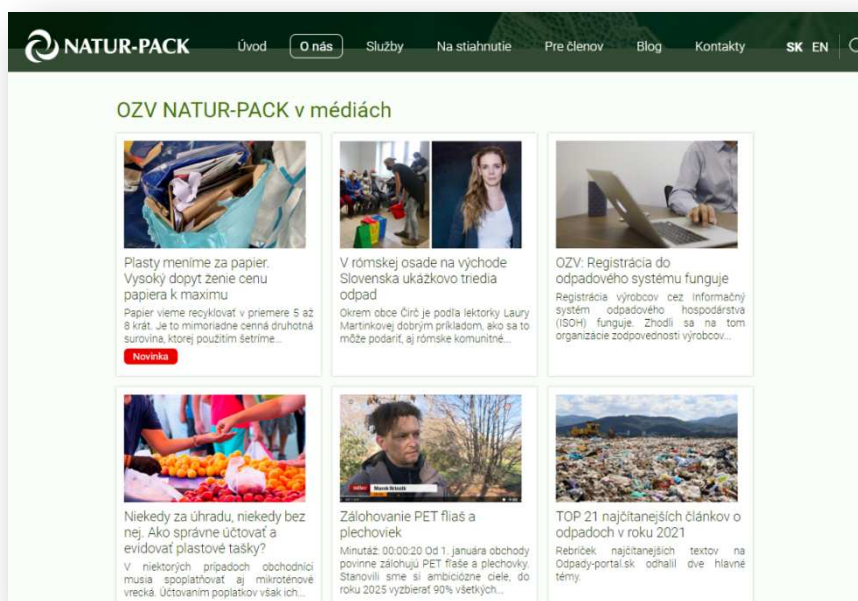 NATUR-PACK Úvod O nás Služby Na stiahnutie Pre členov Blog Kontakty SK EN
OZV NATUR-PACK v médiách
Plasty meníme za papier.
Vysoký dopyt ženie cenu
papiera k maximu
Papier vieme recyklovať v priemere 5 až
8 krát. Je to mimoriadne cenná druhotná
surovina, ktorej použitím šetríme...
Novinka
V rómskej osade na východe
Slovenska ukážkovo triedia
odpad
Okrem obce Čirč je podľa lektorky Laury
Martinkovej dobrým príkladom, ako sa to
môže podariť, aj rómske komunitné...
OZV: Registrácia do
odpadového systému funguje
Registrácia výrobcov cez Informačný
systém odpadového hospodárstva
(ISOH) funguje. Zhodli sa na tom
organizácie zodpovednosti výrobcov...
Niekedy za úhradu, niekedy bez
nej. Ako správne účtovať a
evidovať plastové tašky?
V niektorých prípadoch obchodníci
musia spoplatňovať aj mikroténové
vrecká. Účtovaním poplatkov však ich...
Zálohovanie PET fliaš a
plechoviek
Minutáž: 00:00:20 Od 1. januára obchody
povinne zálohujú PET fľaše a plechovky.
Stanovili sme si ambiciózne ciele, do
roku 2025 vyzbierať 90% všetkých...
TOP 21 najčítanejších článkov o
odpadoch v roku 2021
Rebríček najčítanejších textov na
Odpady-portal.sk odhalil dve hlavné
témy.